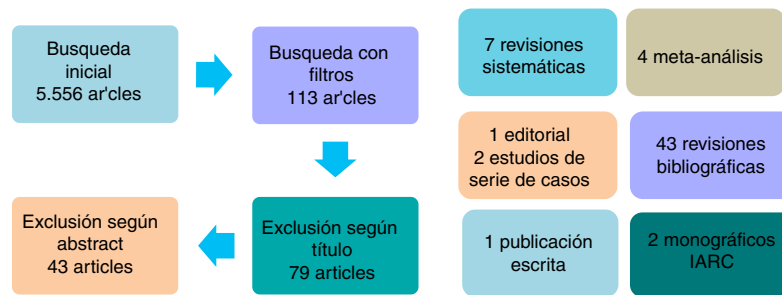 Busqueda
inicial
5.556 ar'cles
Busqueda con
filtros
113 ar'cles
Exclusión según
título
79 articles
Exclusión según
abstract
43 articles
7 revisiones
sistemáticas
4 meta-análisis
1 editorial
2 estudios de
serie de casos
43 revisiones
bibliográficas
1 publicación
escrita
2 monográficos
IARC